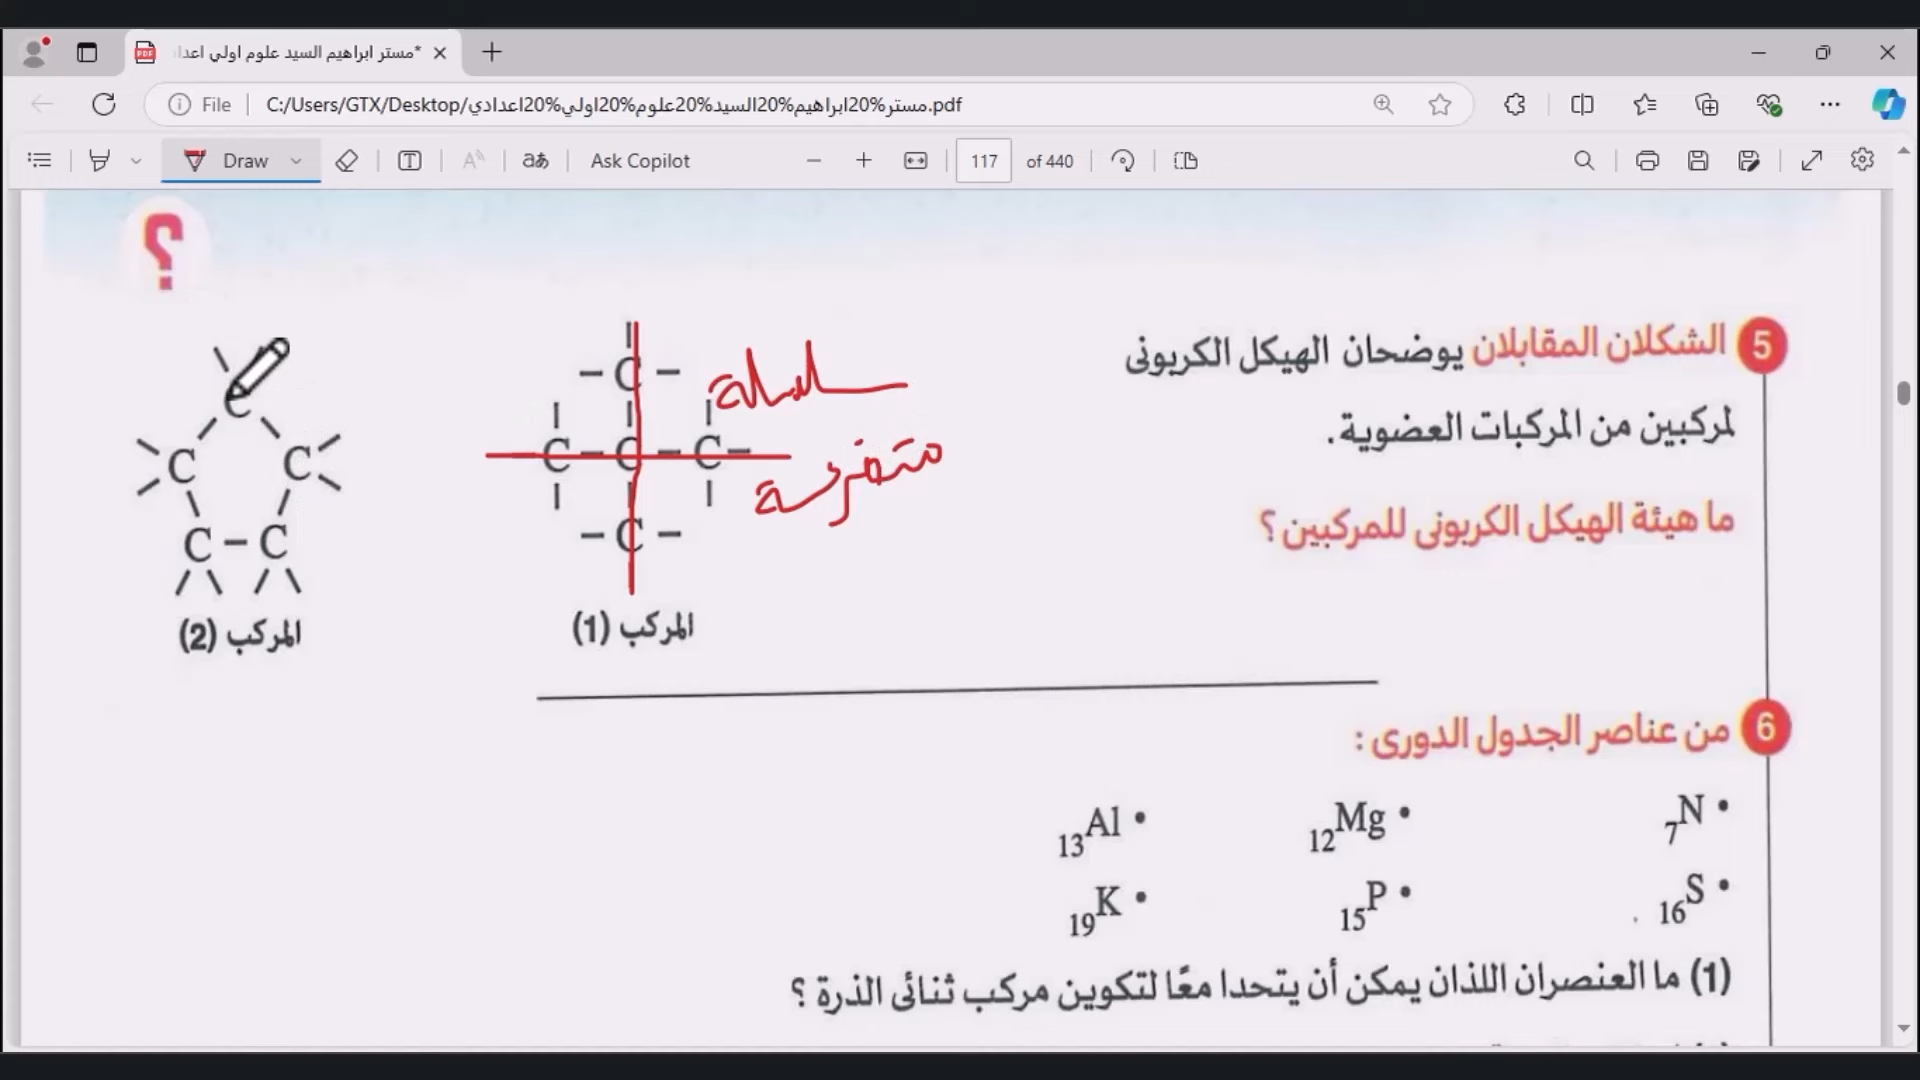 *مستر ابراهيم السيد علوم اولي اعدا
File
C:/Users/GTX/Desktop/مستر%20ابراهيم%20السيد%20علوم%20اولي%20اعدادي.pdf
Draw
Ask Copilot
117 of 440
؟
5 الشكلان المقابلان يوضحان الهيكل الكربونى
لمركبين من المركبات العضوية.
ما هيئة الهيكل الكربونى للمركبين ؟
سلسلة
متفرعة
– C –
C – C – C –
– C –
المركب (1)
C
C C
C – C
المركب (2)
6 من عناصر الجدول الدورى :
• ₇N • ₁₂Mg • ₁₃Al
• ₁₆S • ₁₅P • ₁₉K
(1) ما العنصران اللذان يمكن أن يتحدا معًا لتكوين مركب ثنائى الذرة ؟